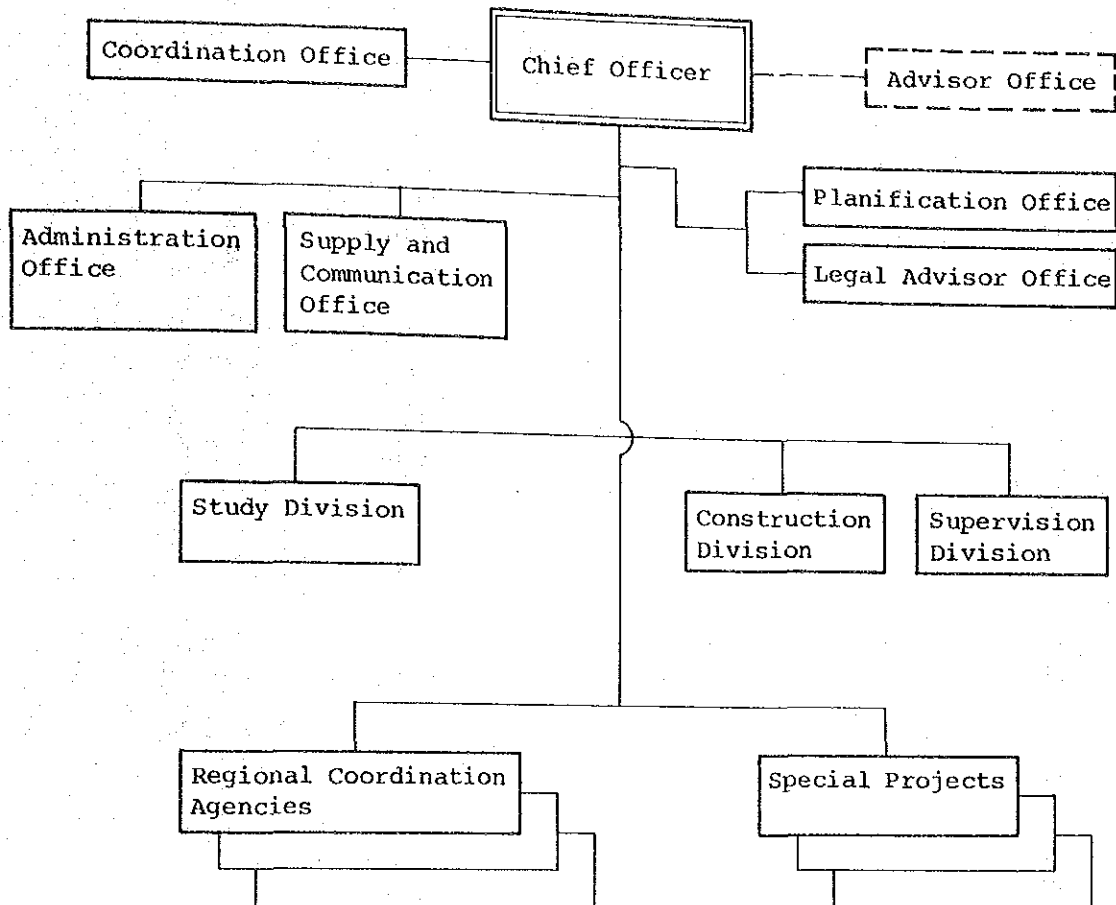 Coordination Office
Chief Officer
Advisor Office
Planification Office
Legal Advisor Office
Administration
Office
Supply and
Communication
Office
Study Division
Construction
Division
Supervision
Division
Regional Coordination
Agencies
Special Projects